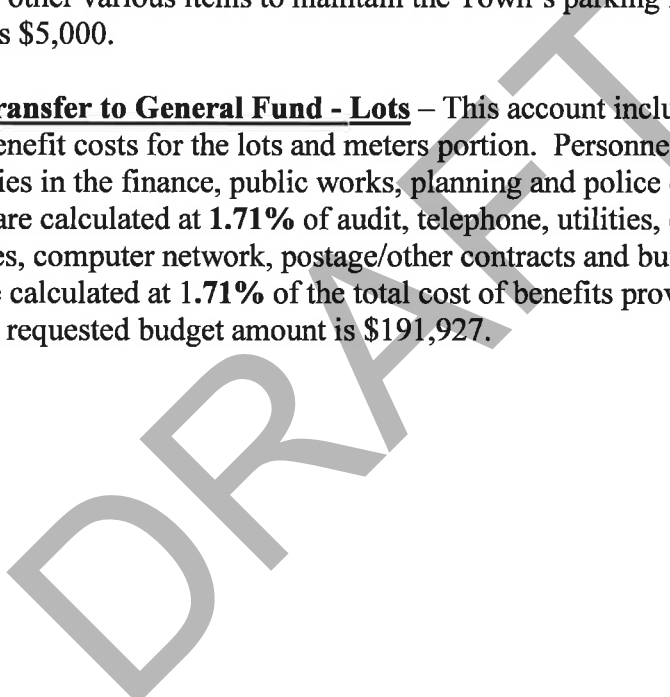 other various items to maintain the Town's parking
s $5,000.
ransfer to General Fund - Lots – This account inclu
enefit costs for the lots and meters portion. Personne
ies in the finance, public works, planning and police
are calculated at 1.71% of audit, telephone, utilities,
es, computer network, postage/other contracts and bu
calculated at 1.71% of the total cost of benefits prov
requested budget amount is $191,927.
DRAFT